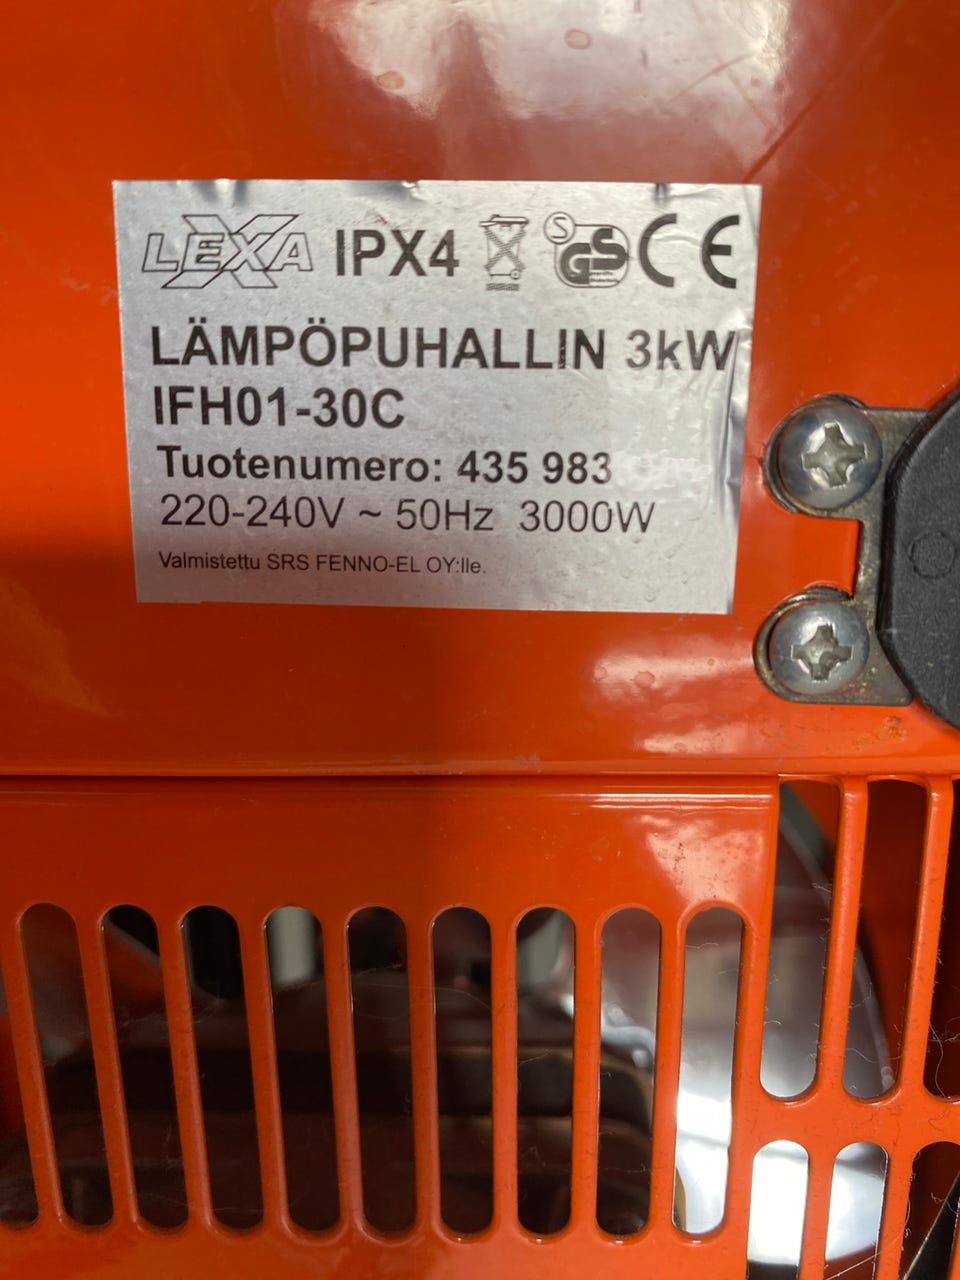 LEXA IPX4 S GS CE
LÄMPÖPUHALLIN 3kW
IFH01-30C
Tuotenumero: 435 983
220-240V ~ 50Hz 3000W
Valmistettu SRS FENNO-EL OY:lle.